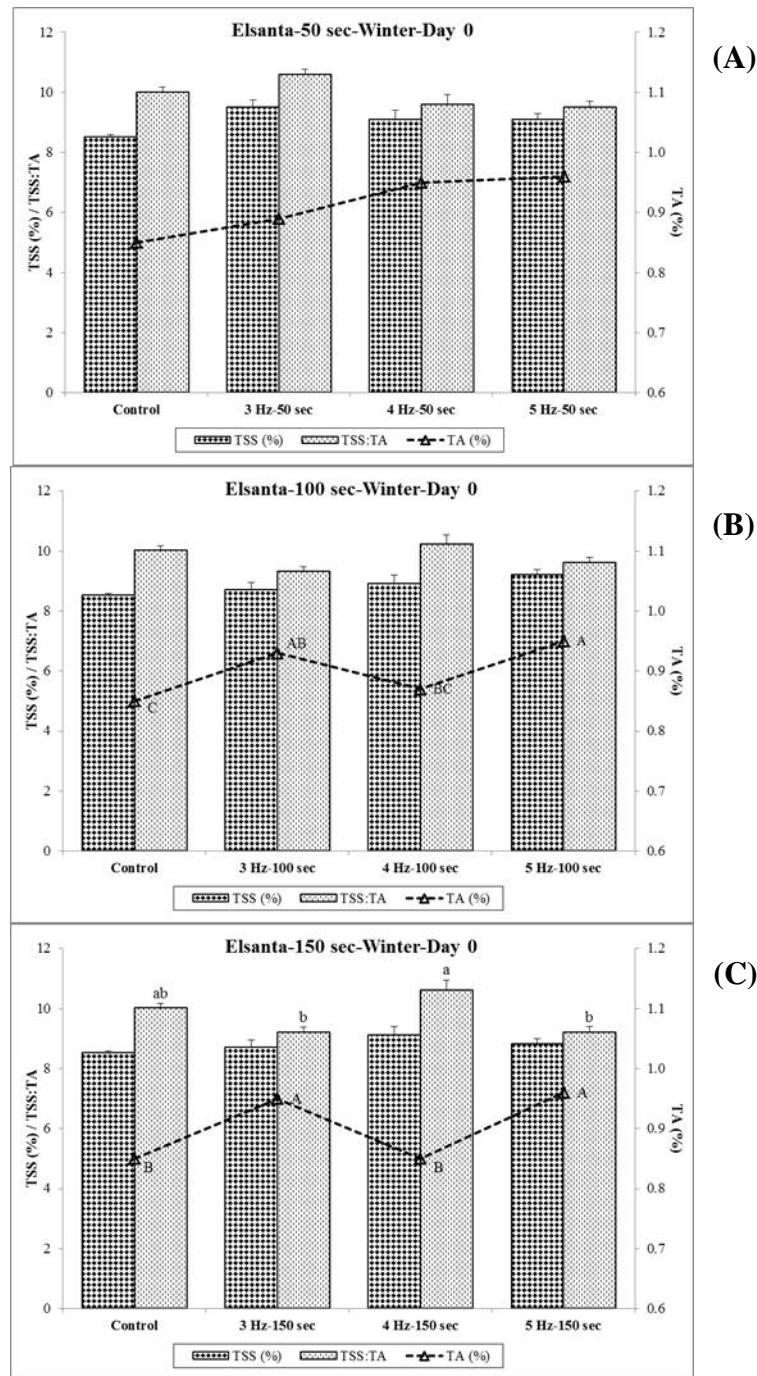 Elsanta-50 sec-Winter-Day 0
(A)
TSS (%) / TSS:TA
12
10
8
6
4
2
0
1.2
1.1
1.0
0.9
0.8
0.7
0.6
TA (%)
Control 3 Hz-50 sec 4 Hz-50 sec 5 Hz-50 sec
TSS (%) TSS:TA TA (%)
Elsanta-100 sec-Winter-Day 0
(B)
TSS (%) / TSS:TA
12
10
8
6
4
2
0
C AB BC A
1.2
1.1
1.0
0.9
0.8
0.7
0.6
TA (%)
Control 3 Hz-100 sec 4 Hz-100 sec 5 Hz-100 sec
TSS (%) TSS:TA TA (%)
Elsanta-150 sec-Winter-Day 0
(C)
TSS (%) / TSS:TA
12
10
8
6
4
2
0
ab b a b
B A B A
1.2
1.1
1.0
0.9
0.8
0.7
0.6
TA (%)
Control 3 Hz-150 sec 4 Hz-150 sec 5 Hz-150 sec
TSS (%) TSS:TA TA (%)